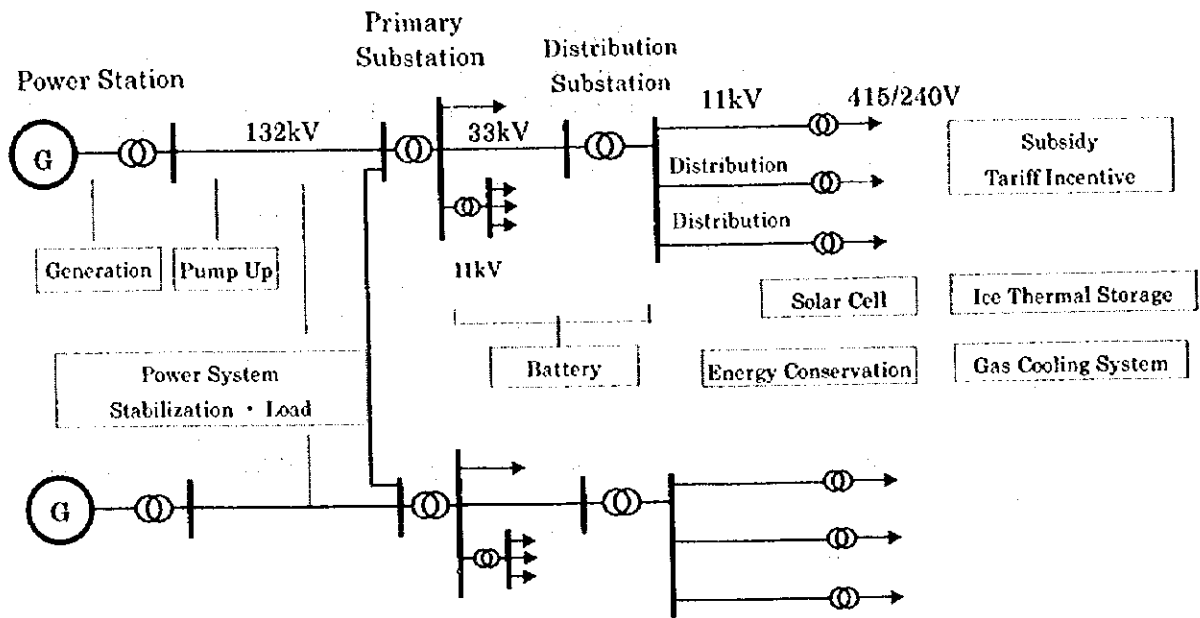 Primary
Substation
Distribution
Substation
Power Station
132kV
33kV
11kV
415/240V
G
Subsidy
Tariff Incentive
Distribution
Distribution
Generation
Pump Up
11kV
Solar Cell
Ice Thermal Storage
Battery
Energy Conservation
Gas Cooling System
Power System
Stabilization・Load
G